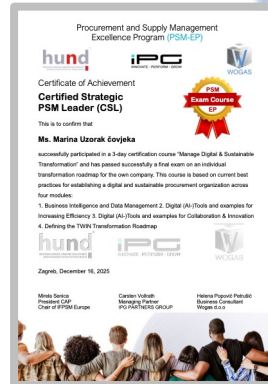 Procurement and Supply Management
Excellence Program (PSM-EP)
hund
iPG
INNOVATE · PERFORM · GROW
WOGAS
Certificate of Achievement
Certified Strategic
PSM Leader (CSL)
PSM
Exam Course
EP
This is to confirm that
Ms. Marina Uzorak čovjeka
successfully participated in a 3-day certification course “Manage Digital & Sustainable
Transformation” and has passed successfully a final exam on an individual
transformation roadmap for the own company. This course is based on current best
practices for establishing a digital and sustainable procurement organization across
four modules:
1. Business Intelligence and Data Management 2. Digital (AI-)Tools and examples for
Increasing Efficiency 3. Digital (AI-)Tools and examples for Collaboration & Innovation
4. Defining the TWIN Transformation Roadmap
hund
iPG
INNOVATE · PERFORM · GROW
WOGAS
Zagreb, December 16, 2025
Mirela Senica
President CAP
Chair of IFPSM Europe
Carsten Vollrath
Managing Partner
IPG PARTNERS GROUP
Helena Popović Petrušić
Business Consultant
Wogas d.o.o